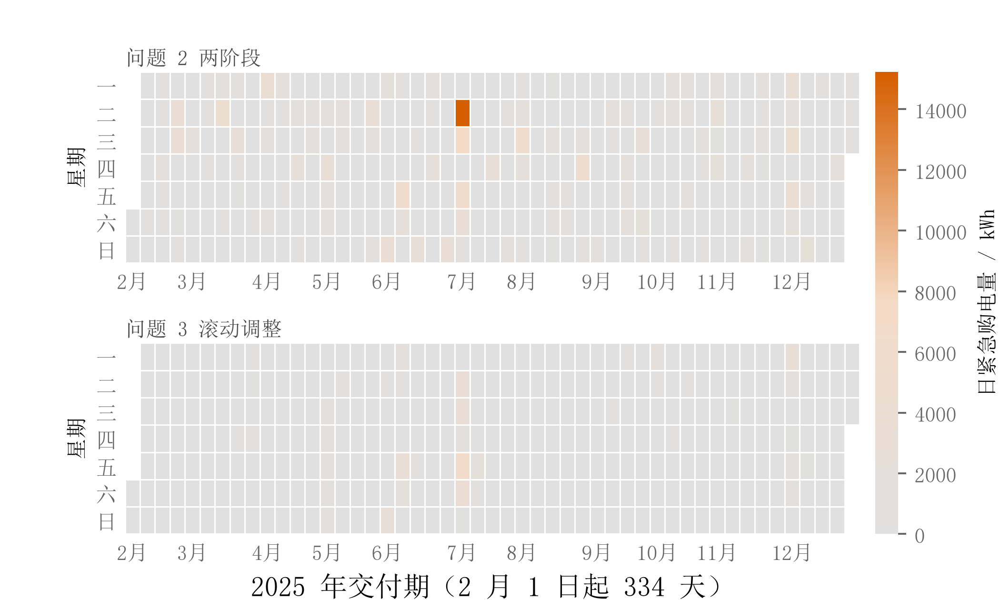 问题 2 两阶段
星期
一
二
三
四
五
六
日
2月 3月 4月 5月 6月 7月 8月 9月 10月 11月 12月
问题 3 滚动调整
星期
一
二
三
四
五
六
日
2月 3月 4月 5月 6月 7月 8月 9月 10月 11月 12月
2025 年交付期（2 月 1 日起 334 天）
14000
12000
10000
8000
6000
4000
2000
0
日紧急购电量 / kWh